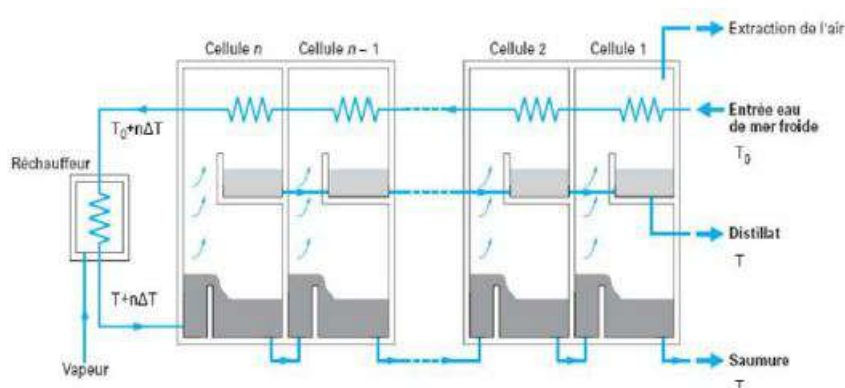 Cellule n
Cellule n – 1
Cellule 2
Cellule 1
Extraction de l'air
Entrée eau
de mer froide
T₀
T₀+nΔT
Réchauffeur
Distillat
T
T+nΔT
Vapeur
Saumure
T